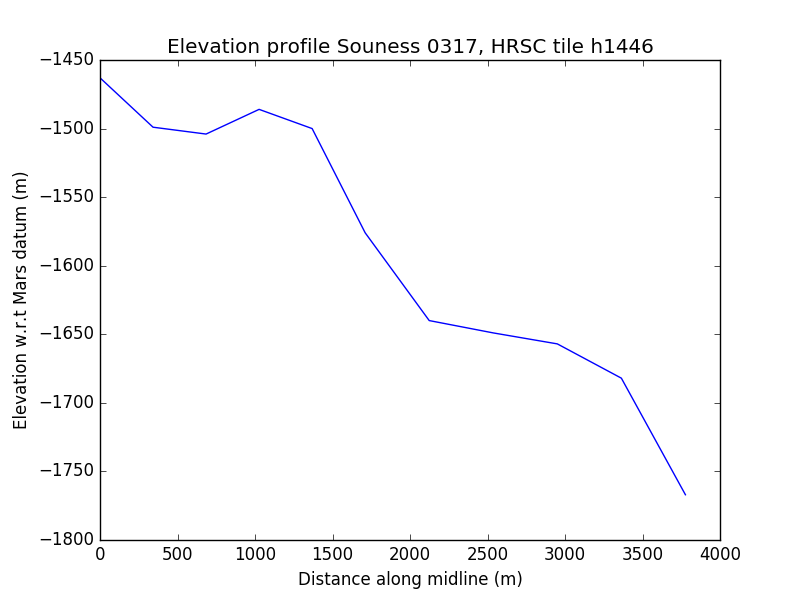 Elevation profile Souness 0317, HRSC tile h1446
Elevation w.r.t Mars datum (m)
−1450
−1500
−1550
−1600
−1650
−1700
−1750
−1800
0 500 1000 1500 2000 2500 3000 3500 4000
Distance along midline (m)